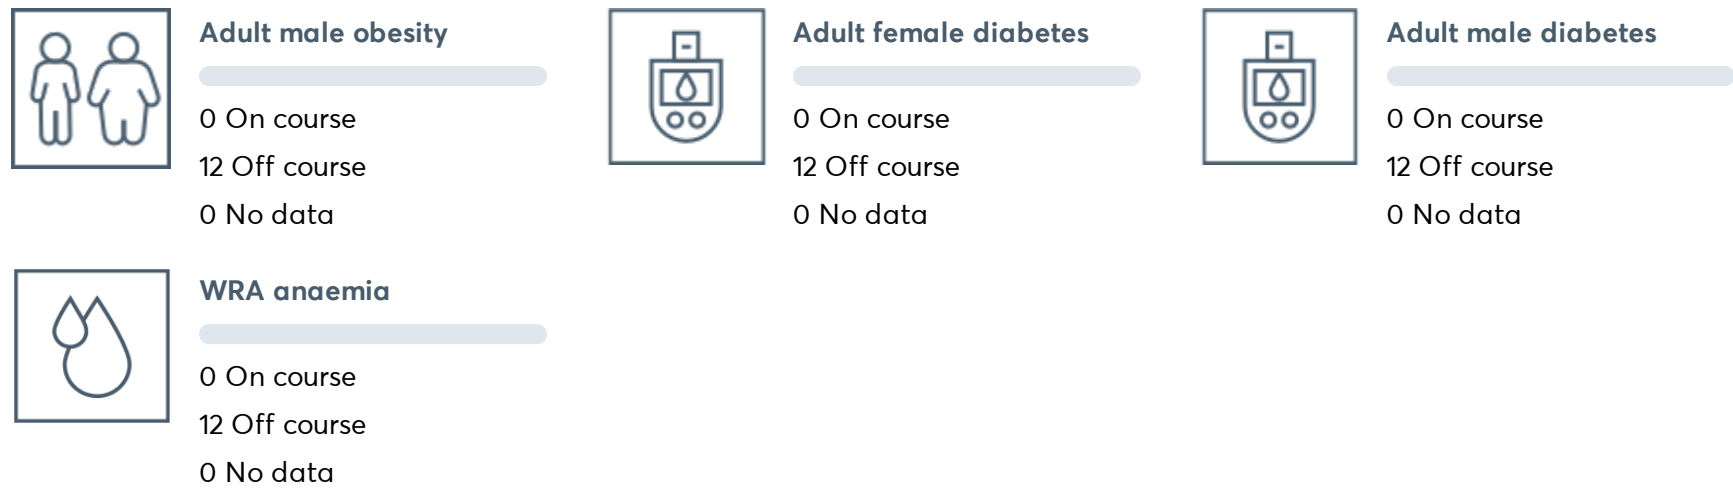 Adult male obesity
0 On course
12 Off course
0 No data
Adult female diabetes
0 On course
12 Off course
0 No data
Adult male diabetes
0 On course
12 Off course
0 No data
WRA anaemia
0 On course
12 Off course
0 No data